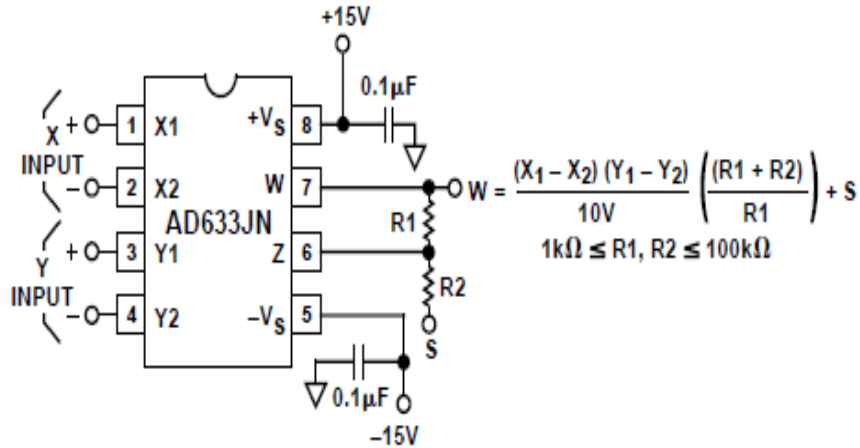 +15V
0.1µF
X INPUT
+
1 X1
+VS 8
–
2 X2
W 7
W = (X1 – X2) (Y1 – Y2) / 10V ((R1 + R2) / R1) + S
1kΩ ≤ R1, R2 ≤ 100kΩ
AD633JN
R1
Y INPUT
+
3 Y1
Z 6
R2
–
4 Y2
–VS 5
S
0.1µF
–15V